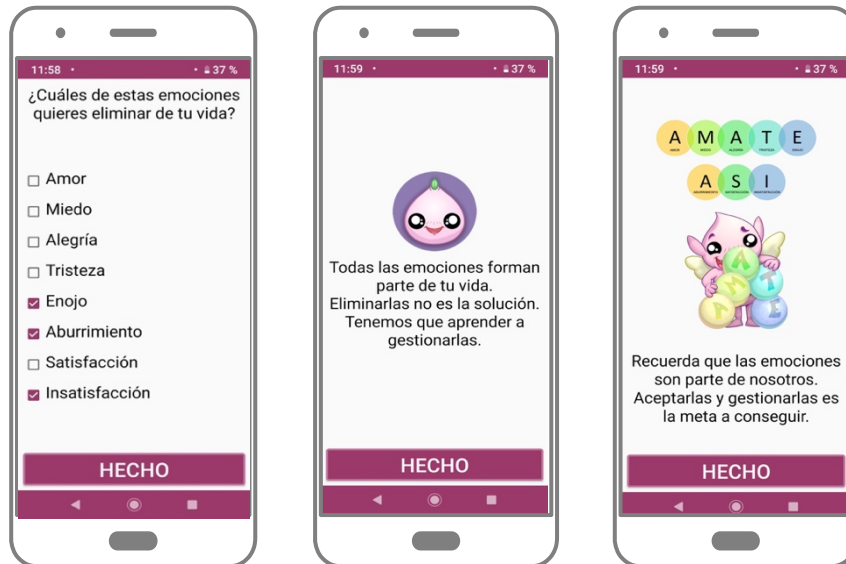 11:58
37 %
¿Cuáles de estas emociones
quieres eliminar de tu vida?
Amor
Miedo
Alegría
Tristeza
Enojo
Aburrimiento
Satisfacción
Insatisfacción
HECHO
11:59
37 %
Todas las emociones forman
parte de tu vida.
Eliminarlas no es la solución.
Tenemos que aprender a
gestionarlas.
HECHO
11:59
37 %
A M A T E
A S I
A
M T
A E
Recuerda que las emociones
son parte de nosotros.
Aceptarlas y gestionarlas es
la meta a conseguir.
HECHO